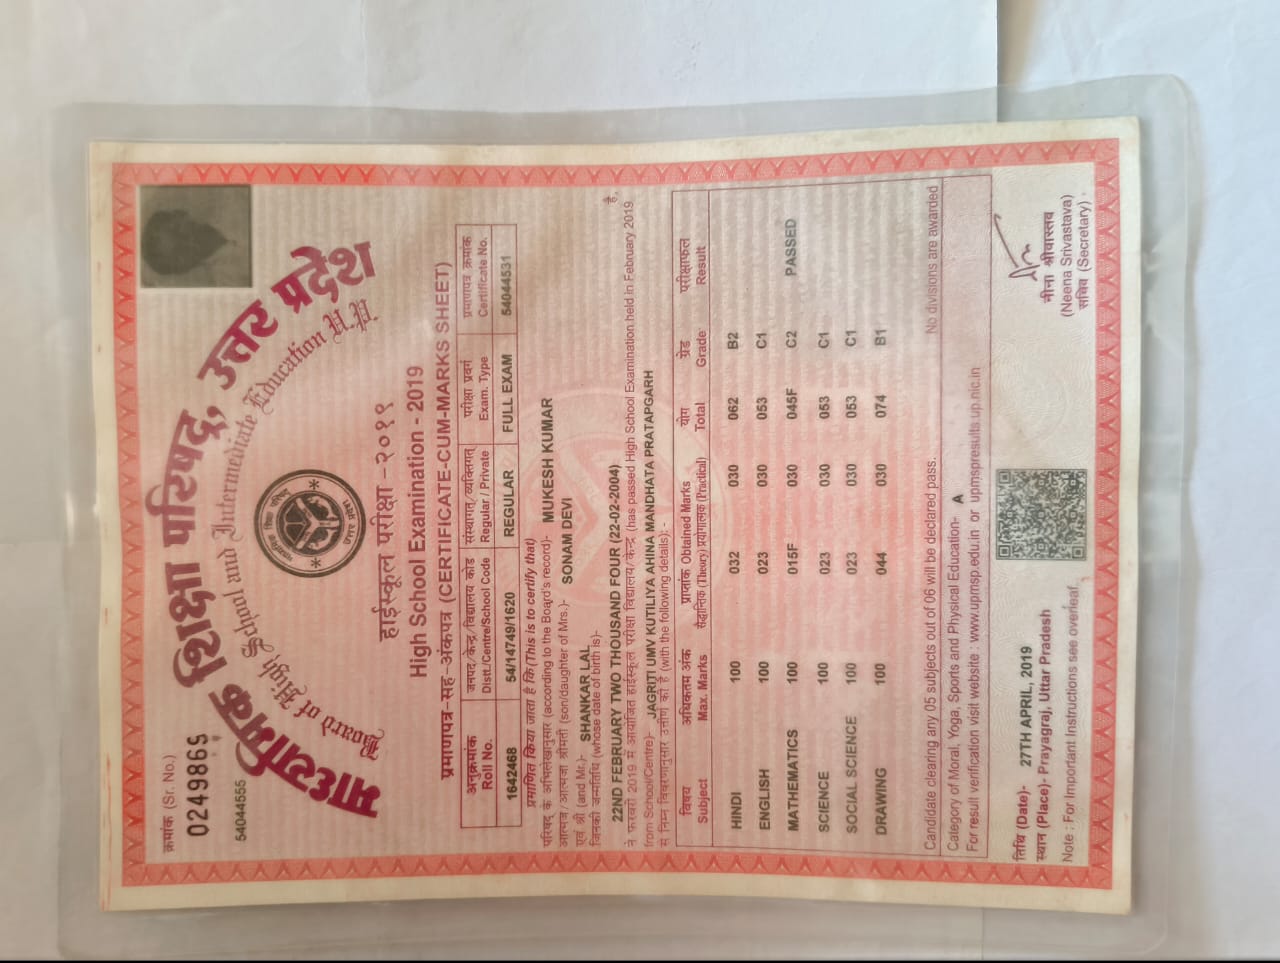 क्रमांक (Sr. No.)
0249866
54044555
माध्यमिक शिक्षा परिषद, उत्तर प्रदेश
Board of High School and Intermediate Education U.P.
हाईस्कूल परीक्षा - २०१९
High School Examination - 2019
प्रमाणपत्र-सह-अंकपत्र (CERTIFICATE-CUM-MARKS SHEET)
अनुक्रमांक जनपद/केन्द्र/विद्यालय कोड संस्थागत/व्यक्तिगत परीक्षा प्रवर्ग प्रमाणपत्र क्रमांक
Roll No. Distt./Centre/School Code Regular / Private Exam. Type Certificate No.
1642468 54/14749/1620 REGULAR FULL EXAM 54044531
प्रमाणित किया जाता है कि (This is to certify that)
परिषद के अभिलेखानुसार (according to the Board's record)- MUKESH KUMAR
आत्मज/आत्मजा श्रीमती (son/daughter of Mrs.)- SONAM DEVI
एवं श्री (and Mr.)- SHANKAR LAL
जिनकी जन्मतिथि (whose date of birth is)- 22ND FEBRUARY TWO THOUSAND FOUR (22-02-2004) है,
ने फरवरी 2019 में आयोजित हाईस्कूल परीक्षा विद्यालय/केन्द्र (has passed High School Examination held in February 2019
from School/Centre)- JAGRITI UMV KUTILIYA AHINA MANDHATA PRATAPGARH
से निम्न विवरणानुसार उत्तीर्ण की है (with the following details): -
विषय अधिकतम अंक प्राप्तांक Obtained Marks योग ग्रेड परीक्षाफल
Subject Max. Marks सैद्धान्तिक (Theory) प्रयोगात्मक (Practical) Total Grade Result
HINDI 100 032 030 062 B2
ENGLISH 100 023 030 053 C1
MATHEMATICS 100 015F 030 045F C2 PASSED
SCIENCE 100 023 030 053 C1
SOCIAL SCIENCE 100 023 030 053 C1
DRAWING 100 044 030 074 B1
Candidate clearing any 05 subjects out of 06 will be declared pass. No divisions are awarded
Category of Moral, Yoga, Sports and Physical Education- A
For result verification visit website : www.upmsp.edu.in or upmspresults.up.nic.in
तिथि (Date)- 27TH APRIL, 2019
स्थान (Place)- Prayagraj, Uttar Pradesh
Note : For Important Instructions see overleaf
नीना श्रीवास्तव
(Neena Srivastava)
सचिव (Secretary)